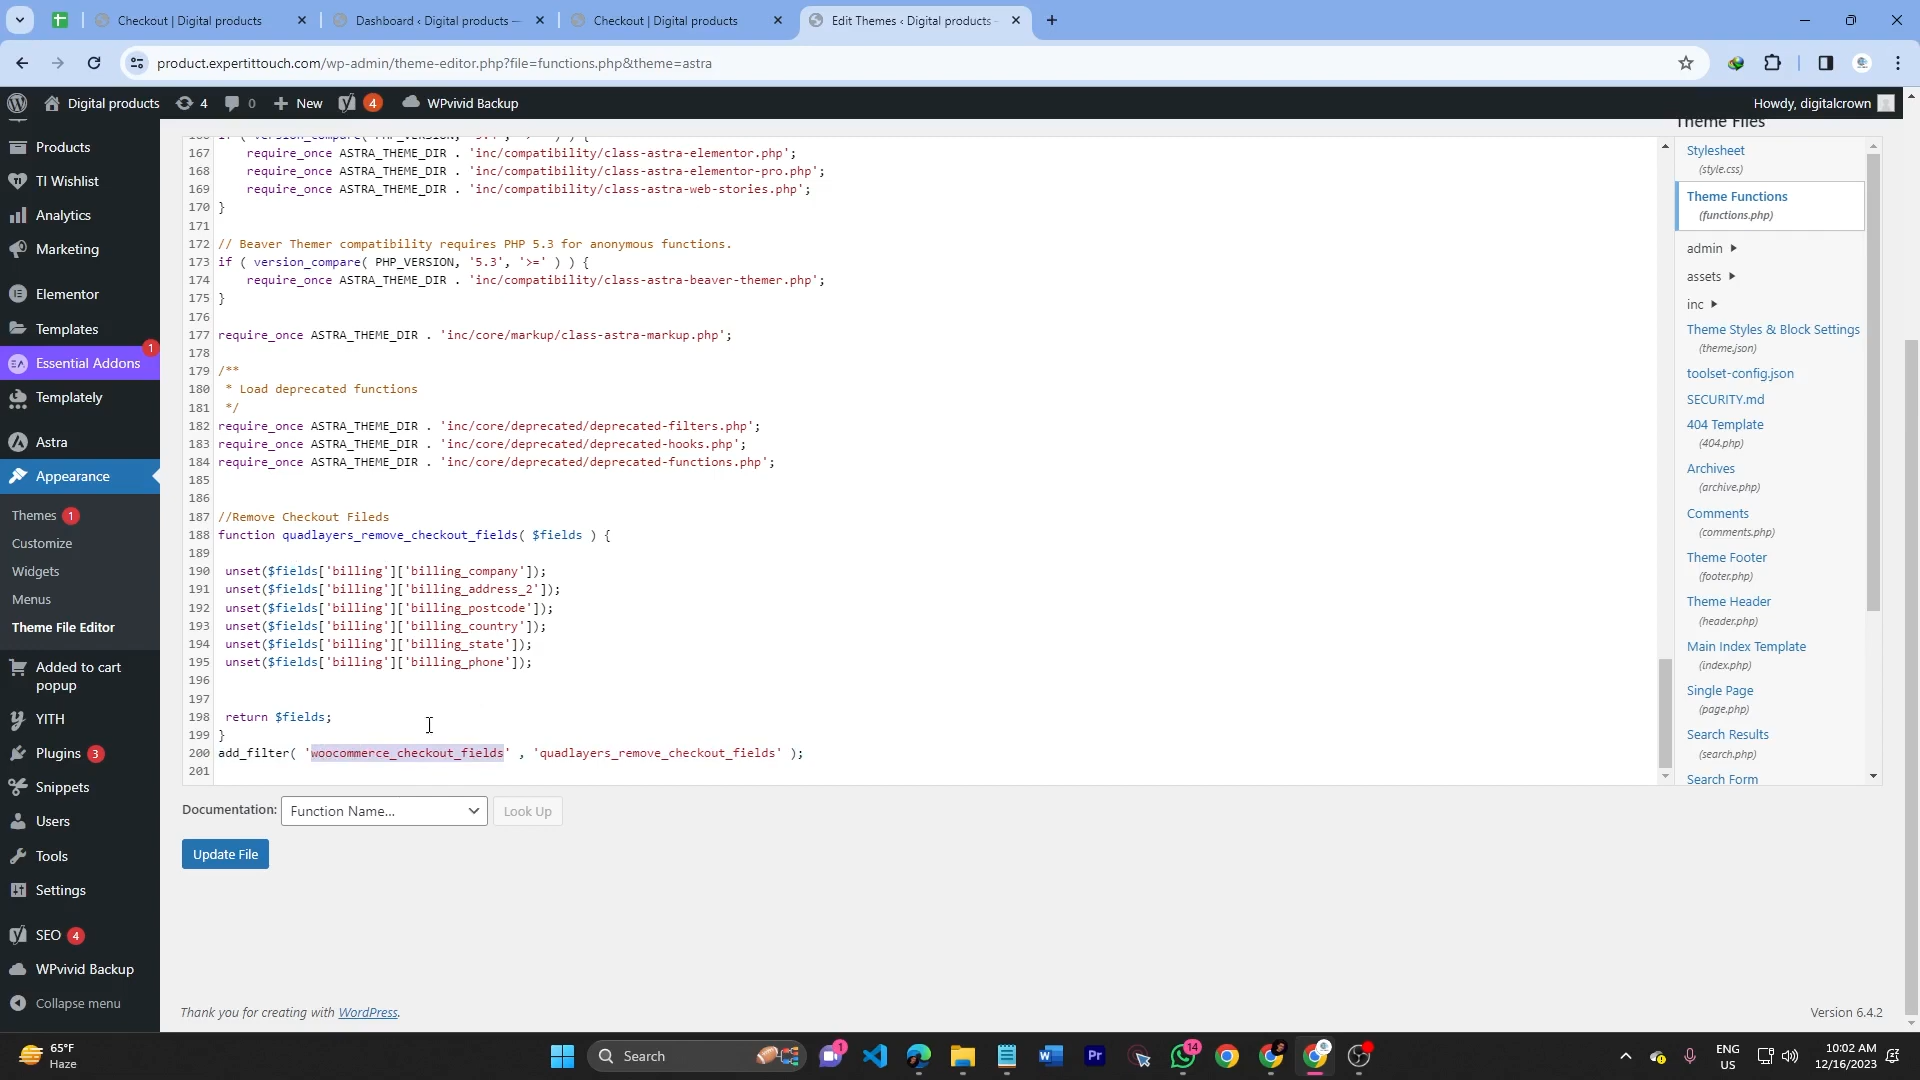 Checkout | Digital products
Dashboard ‹ Digital products —
Checkout | Digital products
Edit Themes ‹ Digital products -
product.expertittouch.com/wp-admin/theme-editor.php?file=functions.php&theme=astra
Digital products
4
0
New
4
WPvivid Backup
Howdy, digitalcrown
Products
TI Wishlist
Analytics
Marketing
Elementor
Templates
Essential Addons
1
Templately
Astra
Appearance
Themes 1
Customize
Widgets
Menus
Theme File Editor
Added to cart
popup
YITH
Plugins 3
Snippets
Users
Tools
Settings
SEO 4
WPvivid Backup
Collapse menu
167 require_once ASTRA_THEME_DIR . 'inc/compatibility/class-astra-elementor.php';
168 require_once ASTRA_THEME_DIR . 'inc/compatibility/class-astra-elementor-pro.php';
169 require_once ASTRA_THEME_DIR . 'inc/compatibility/class-astra-web-stories.php';
170 }
171
172 // Beaver Themer compatibility requires PHP 5.3 for anonymous functions.
173 if ( version_compare( PHP_VERSION, '5.3', '>=' ) ) {
174 require_once ASTRA_THEME_DIR . 'inc/compatibility/class-astra-beaver-themer.php';
175 }
176
177 require_once ASTRA_THEME_DIR . 'inc/core/markup/class-astra-markup.php';
178
179 /**
180 * Load deprecated functions
181 */
182 require_once ASTRA_THEME_DIR . 'inc/core/deprecated/deprecated-filters.php';
183 require_once ASTRA_THEME_DIR . 'inc/core/deprecated/deprecated-hooks.php';
184 require_once ASTRA_THEME_DIR . 'inc/core/deprecated/deprecated-functions.php';
185
186
187 //Remove Checkout Fileds
188 function quadlayers_remove_checkout_fields( $fields ) {
189
190 unset($fields['billing']['billing_company']);
191 unset($fields['billing']['billing_address_2']);
192 unset($fields['billing']['billing_postcode']);
193 unset($fields['billing']['billing_country']);
194 unset($fields['billing']['billing_state']);
195 unset($fields['billing']['billing_phone']);
196
197
198 return $fields;
199 }
200 add_filter( 'woocommerce_checkout_fields' , 'quadlayers_remove_checkout_fields' );
201
Documentation: Function Name... Look Up
Update File
Thank you for creating with WordPress.
Version 6.4.2
Theme Files
Stylesheet
(style.css)
Theme Functions
(functions.php)
admin
assets
inc
Theme Styles & Block Settings
(theme.json)
toolset-config.json
SECURITY.md
404 Template
(404.php)
Archives
(archive.php)
Comments
(comments.php)
Theme Footer
(footer.php)
Theme Header
(header.php)
Main Index Template
(index.php)
Single Page
(page.php)
Search Results
(search.php)
Search Form
65°F
Haze
Search
1
14
ENG
US
10:02 AM
12/16/2023